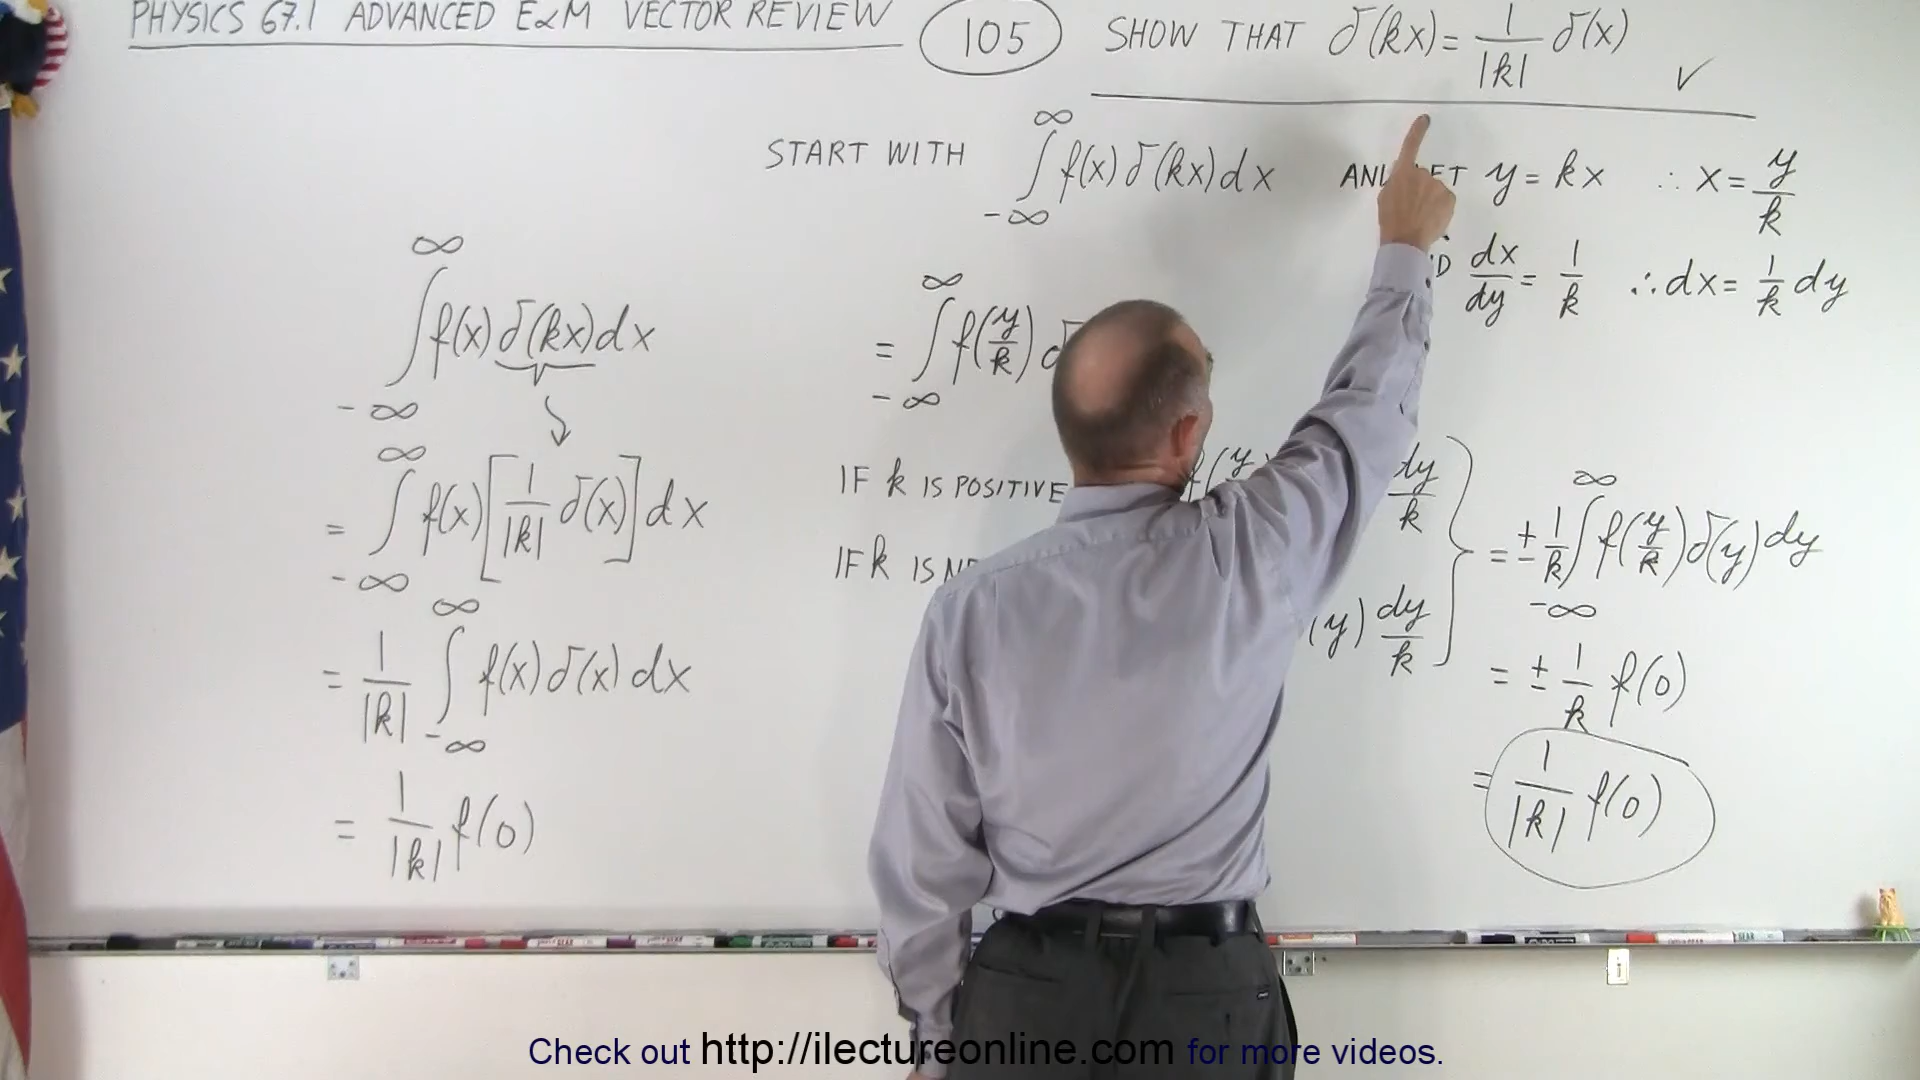 PHYSICS 67.1 ADVANCED E&M VECTOR REVIEW 105 SHOW THAT δ(kx)= 1/|k| δ(x) ✓
START WITH ∫_{-∞}^{∞} f(x) δ(kx) dx
LET y = kx ∴ x = y/k
dx/dy = 1/k ∴ dx = 1/k dy
∫_{-∞}^{∞} f(x) δ(kx) dx
= ∫_{-∞}^{∞} f(x) [1/|k| δ(x)] dx
= 1/|k| ∫_{-∞}^{∞} f(x) δ(x) dx
= 1/|k| f(0)
= ∫_{-∞}^{∞} f(y/k)
IF k IS POSITIVE
dy/k
IF k IS
(y) dy/k
= ± 1/k ∫_{-∞}^{∞} f(y/k) δ(y) dy
= ± 1/k f(0)
= 1/|k| f(0)
Check out http://ilectureonline.com for more videos.